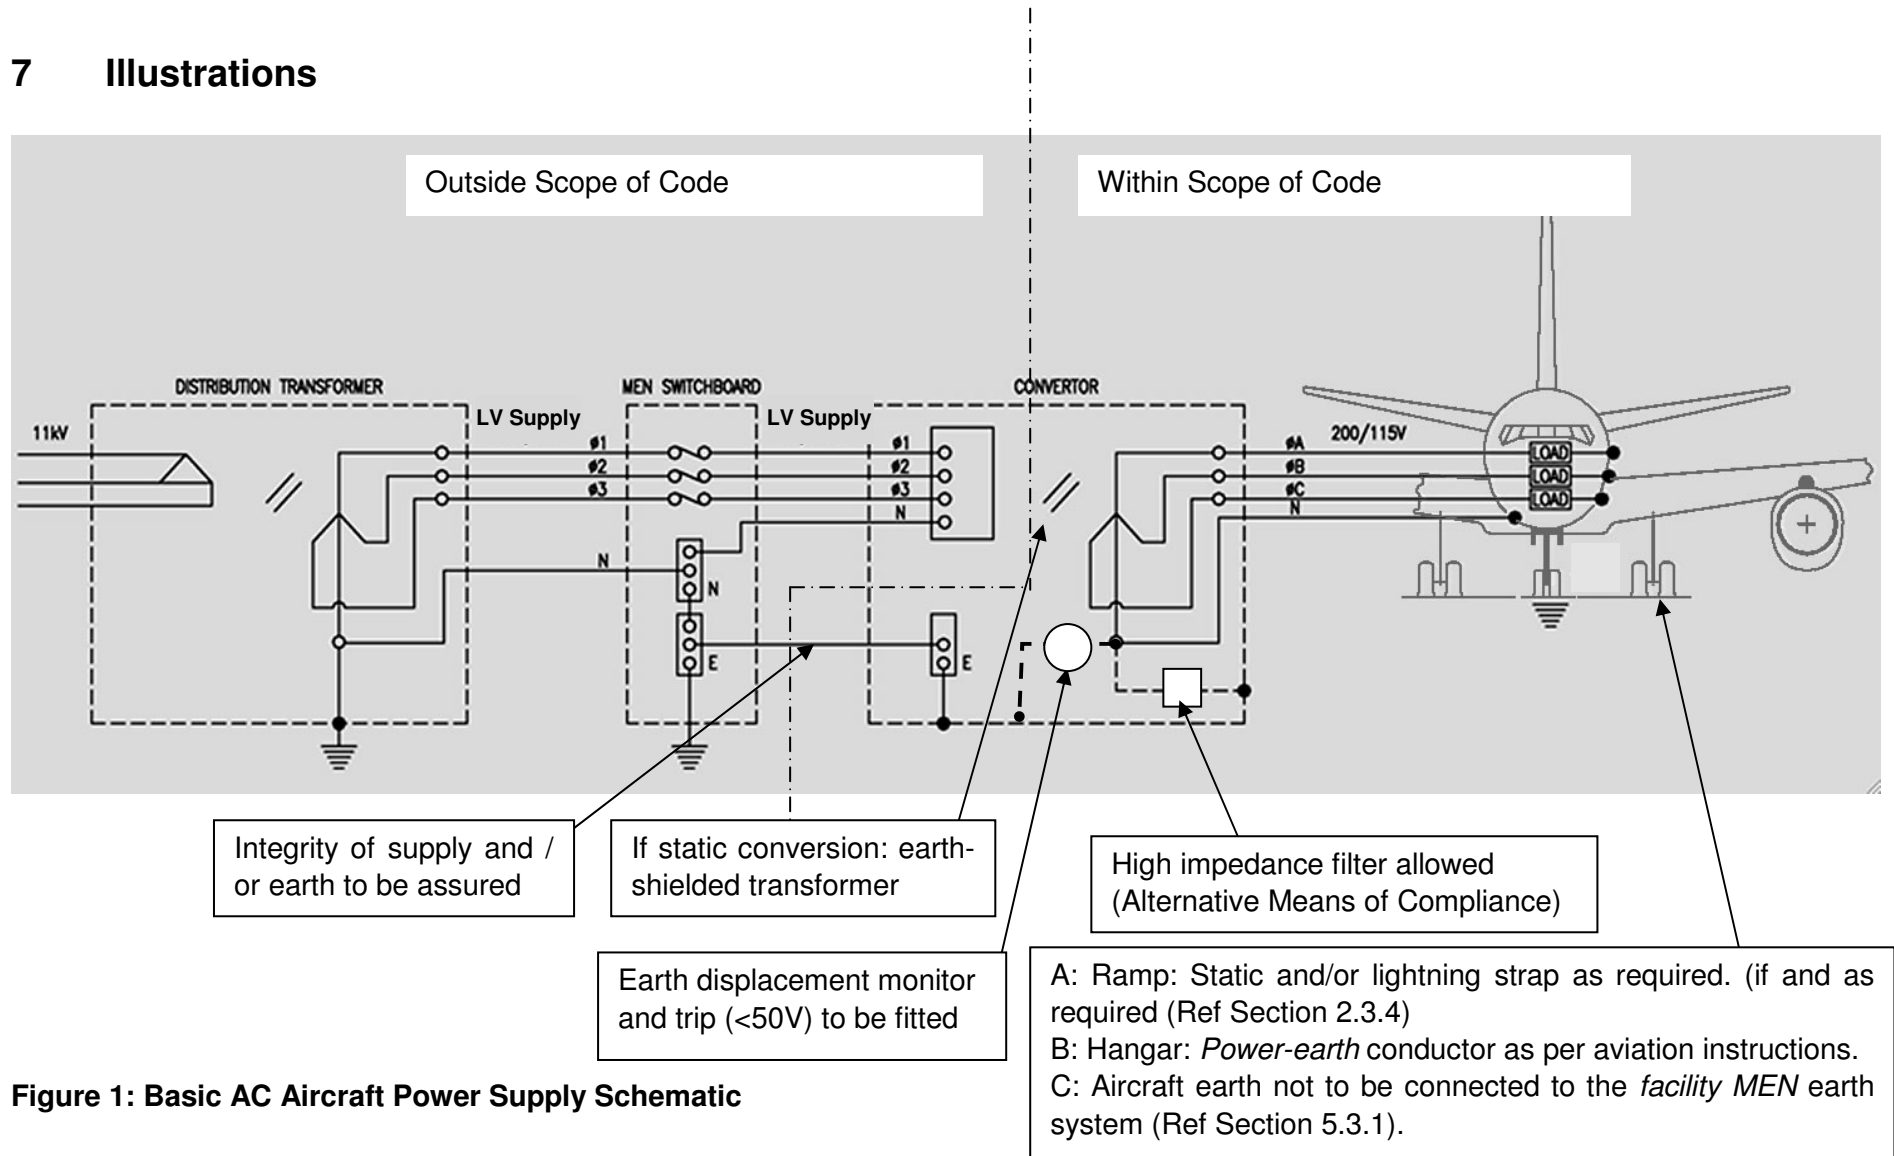 7 Illustrations
Outside Scope of Code
Within Scope of Code
DISTRIBUTION TRANSFORMER
MEN SWITCHBOARD
CONVERTOR
LV Supply
LV Supply
11kV
ø1
ø2
ø3
N
N
E
ø1
ø2
ø3
N
E
øA
øB
øC
N
200/115V
LOAD
LOAD
LOAD
Integrity of supply and /
or earth to be assured
If static conversion: earth-
shielded transformer
High impedance filter allowed
(Alternative Means of Compliance)
Earth displacement monitor
and trip (<50V) to be fitted
A: Ramp: Static and/or lightning strap as required. (if and as
required (Ref Section 2.3.4)
B: Hangar: Power-earth conductor as per aviation instructions.
C: Aircraft earth not to be connected to the facility MEN earth
system (Ref Section 5.3.1).
Figure 1: Basic AC Aircraft Power Supply Schematic